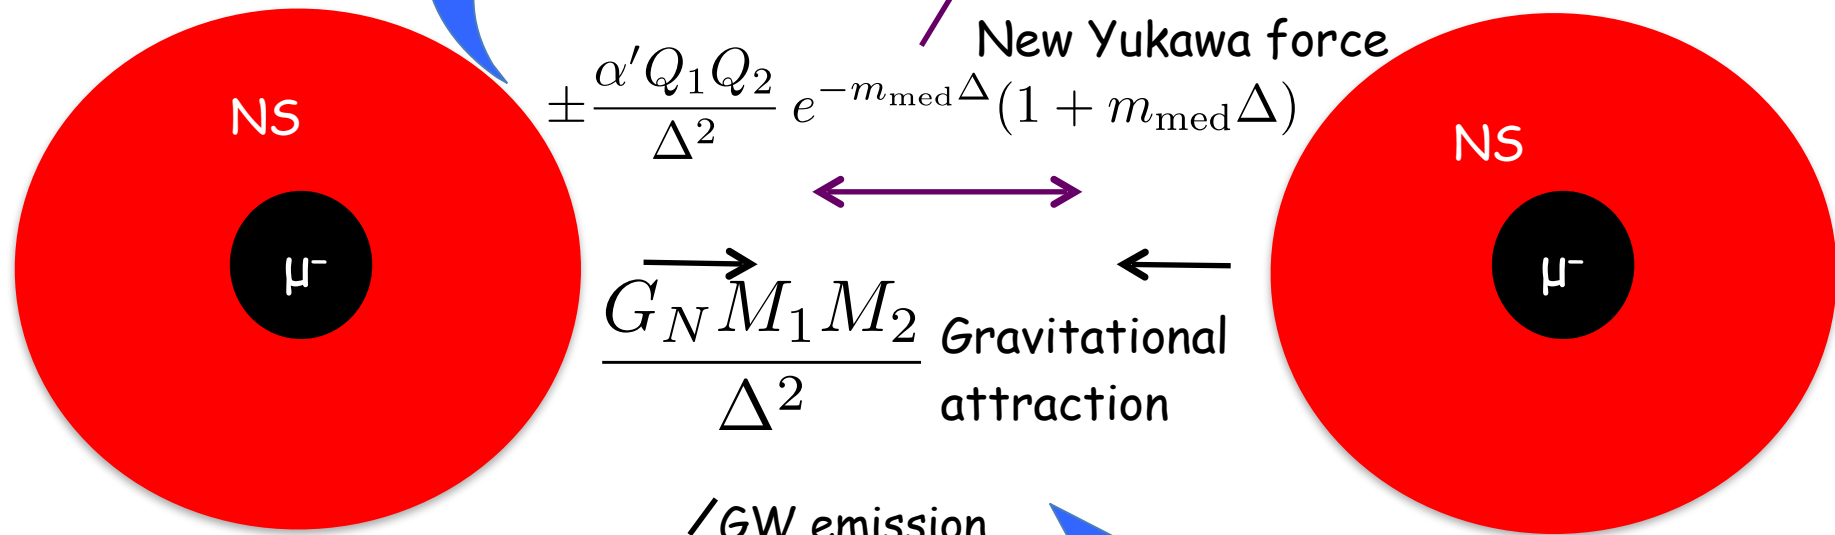 New Yukawa force
NS
± α′Q₁Q₂ / Δ² e^{−m_med Δ}(1 + m_med Δ)
NS
μ⁻
μ⁻
G_N M₁ M₂ / Δ²
Gravitational
attraction
GW emission